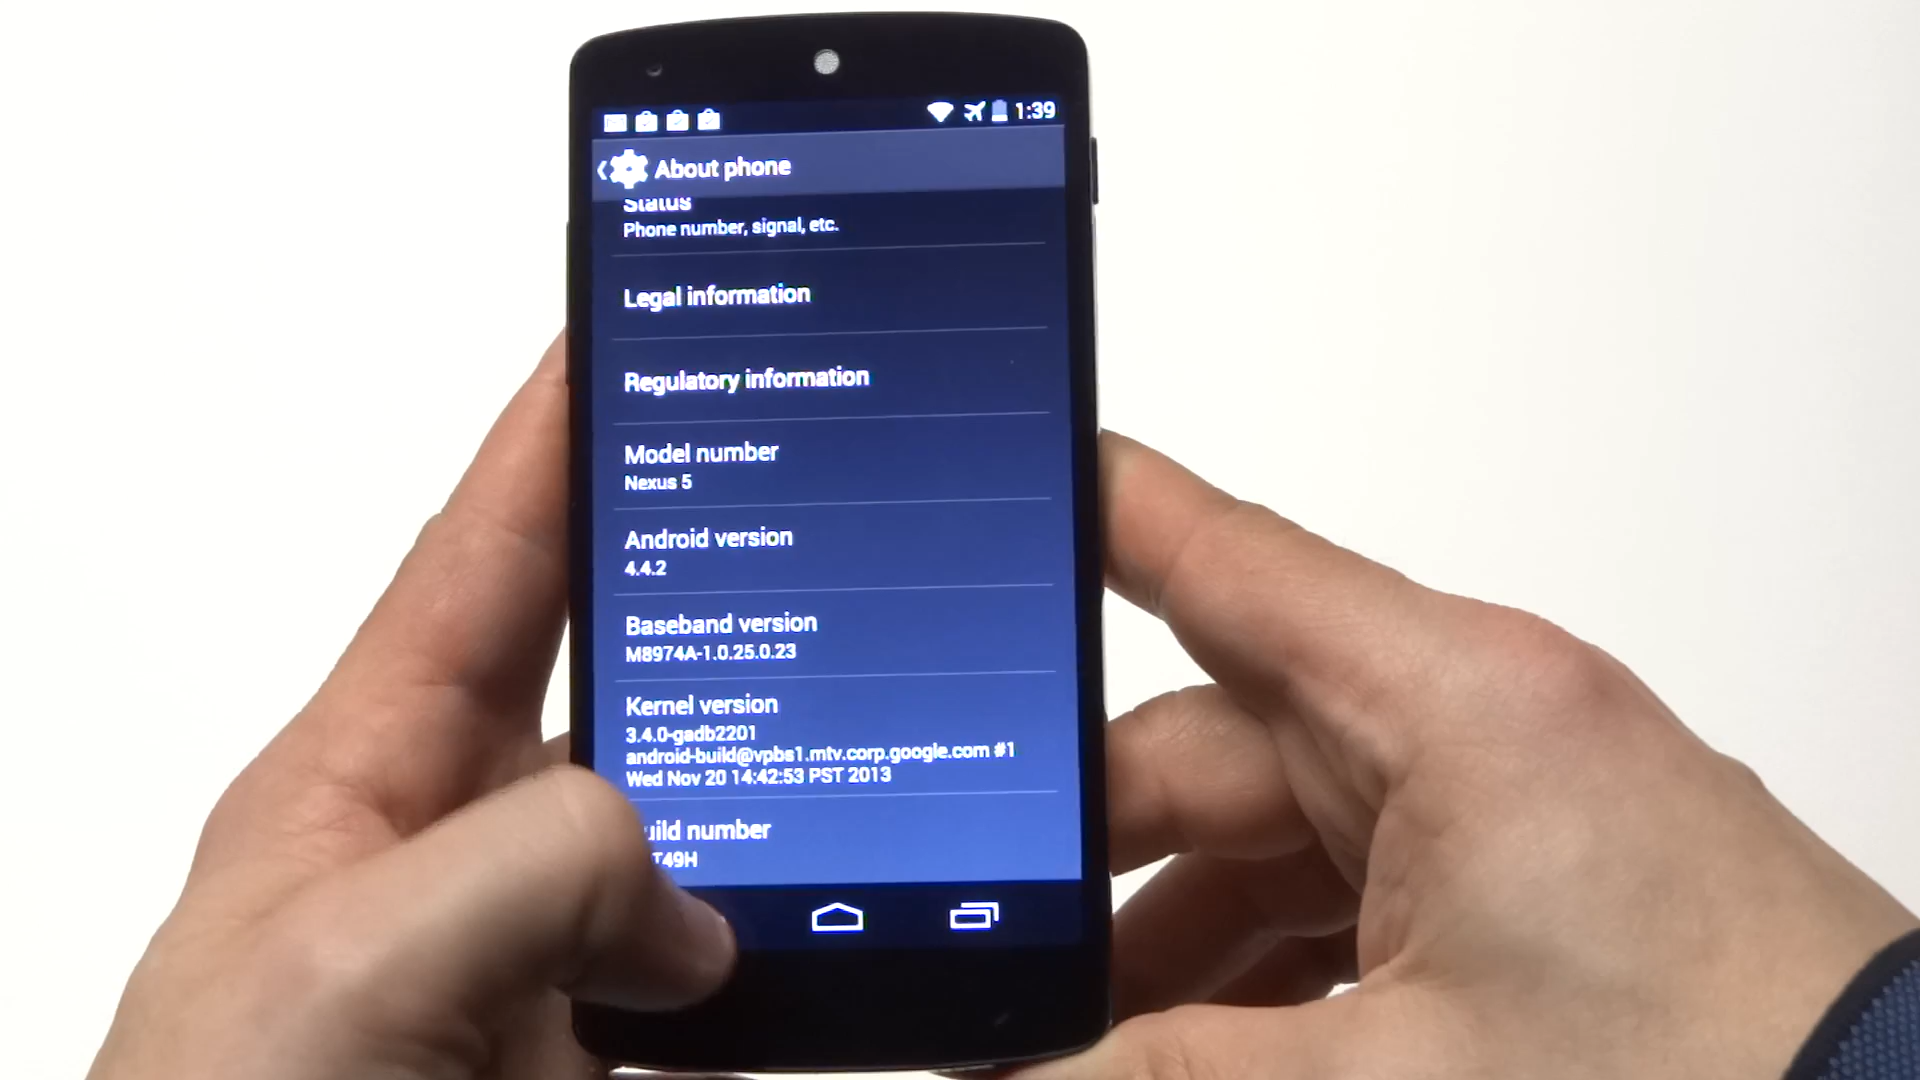 1:39
About phone
Status
Phone number, signal, etc.
Legal information
Regulatory information
Model number
Nexus 5
Android version
4.4.2
Baseband version
M8974A-1.0.25.0.23
Kernel version
3.4.0-gadb2201
android-build@vpbs1.mtv.corp.google.com #1
Wed Nov 20 14:42:53 PST 2013
uild number
T49H